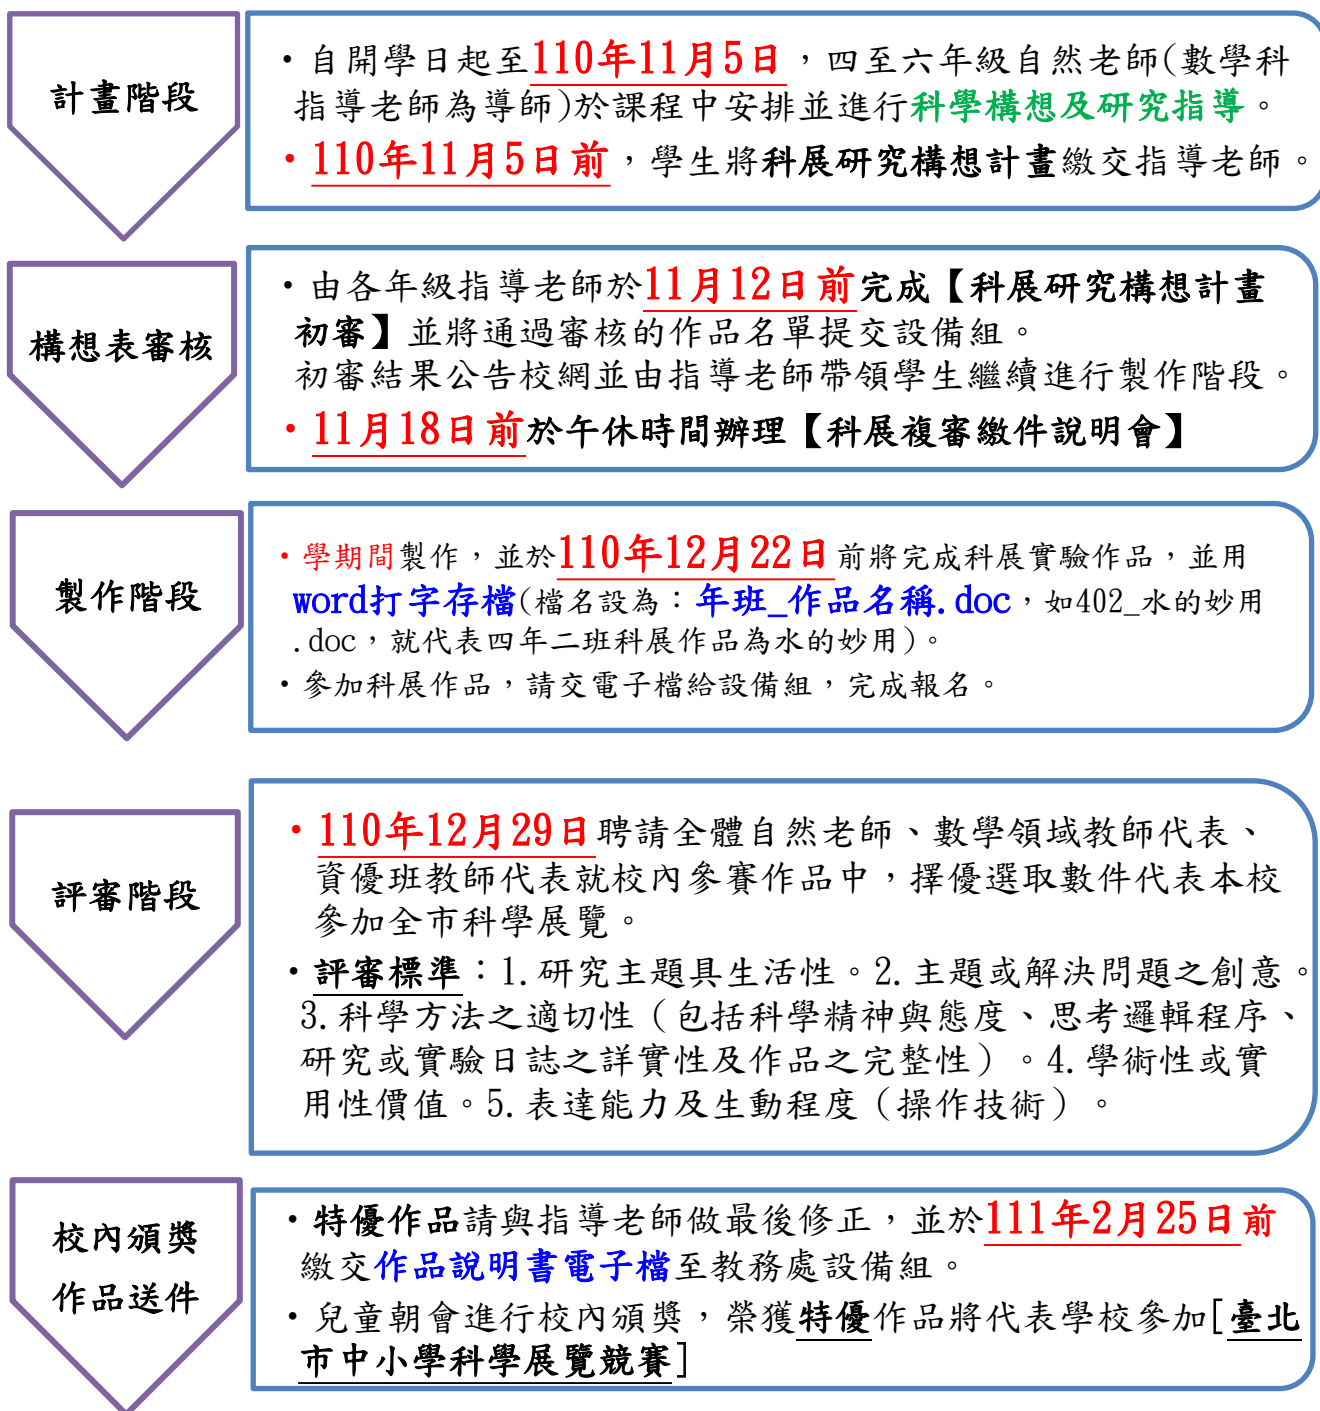 計畫階段
・自開學日起至110年11月5日，四至六年級自然老師(數學科
指導老師為導師)於課程中安排並進行科學構想及研究指導。
・110年11月5日前，學生將科展研究構想計畫繳交指導老師。
構想表審核
・由各年級指導老師於11月12日前完成【科展研究構想計畫
初審】並將通過審核的作品名單提交設備組。
初審結果公告校網並由指導老師帶領學生繼續進行製作階段。
・11月18日前於午休時間辦理【科展複審繳件說明會】
製作階段
・學期間製作，並於110年12月22日前將完成科展實驗作品，並用
word打字存檔(檔名設為：年班_作品名稱.doc，如402_水的妙用
.doc，就代表四年二班科展作品為水的妙用)。
・參加科展作品，請交電子檔給設備組，完成報名。
評審階段
・110年12月29日聘請全體自然老師、數學領域教師代表、
資優班教師代表就校內參賽作品中，擇優選取數件代表本校
參加全市科學展覽。
・評審標準：1.研究主題具生活性。2.主題或解決問題之創意。
3.科學方法之適切性（包括科學精神與態度、思考邏輯程序、
研究或實驗日誌之詳實性及作品之完整性）。4.學術性或實
用性價值。5.表達能力及生動程度（操作技術）。
校內頒獎
作品送件
・特優作品請與指導老師做最後修正，並於111年2月25日前
繳交作品說明書電子檔至教務處設備組。
・兒童朝會進行校內頒獎，榮獲特優作品將代表學校參加[臺北
市中小學科學展覽競賽]